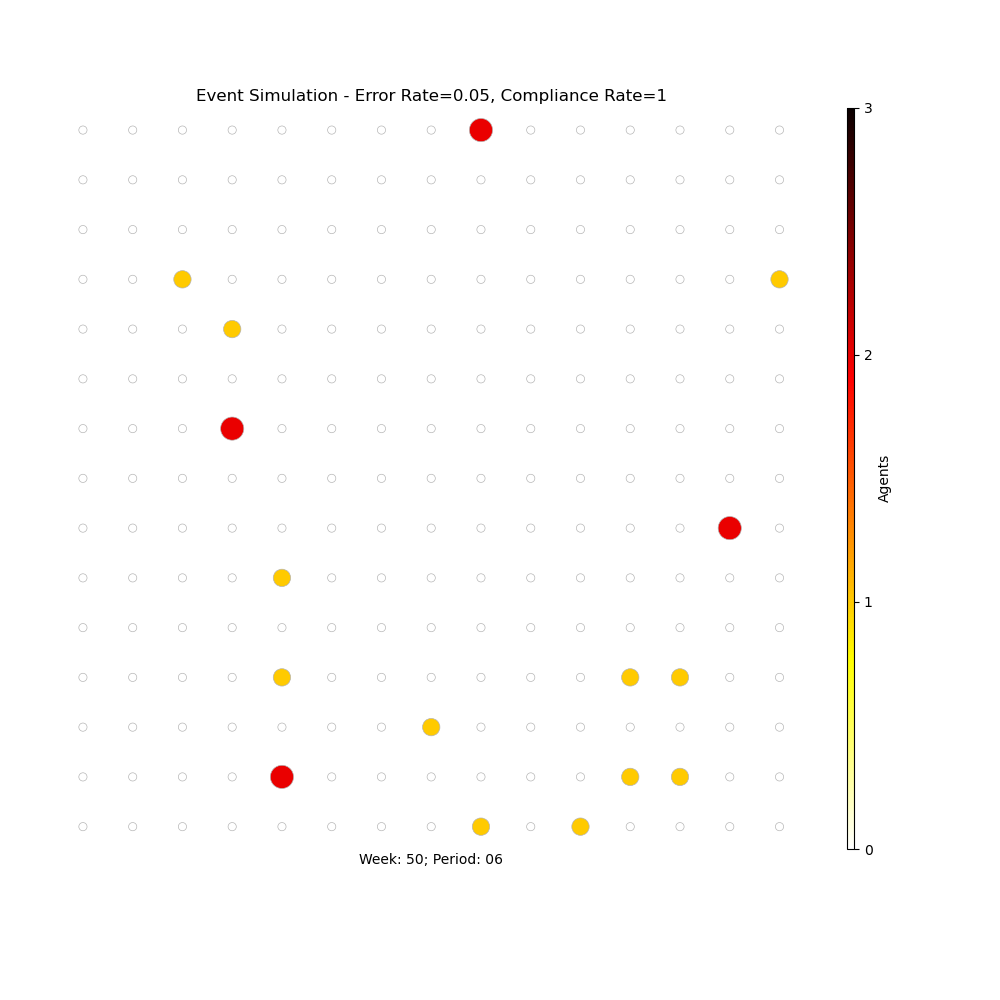 Event Simulation - Error Rate=0.05, Compliance Rate=1
3
2
1
0
Agents
Week: 50; Period: 06